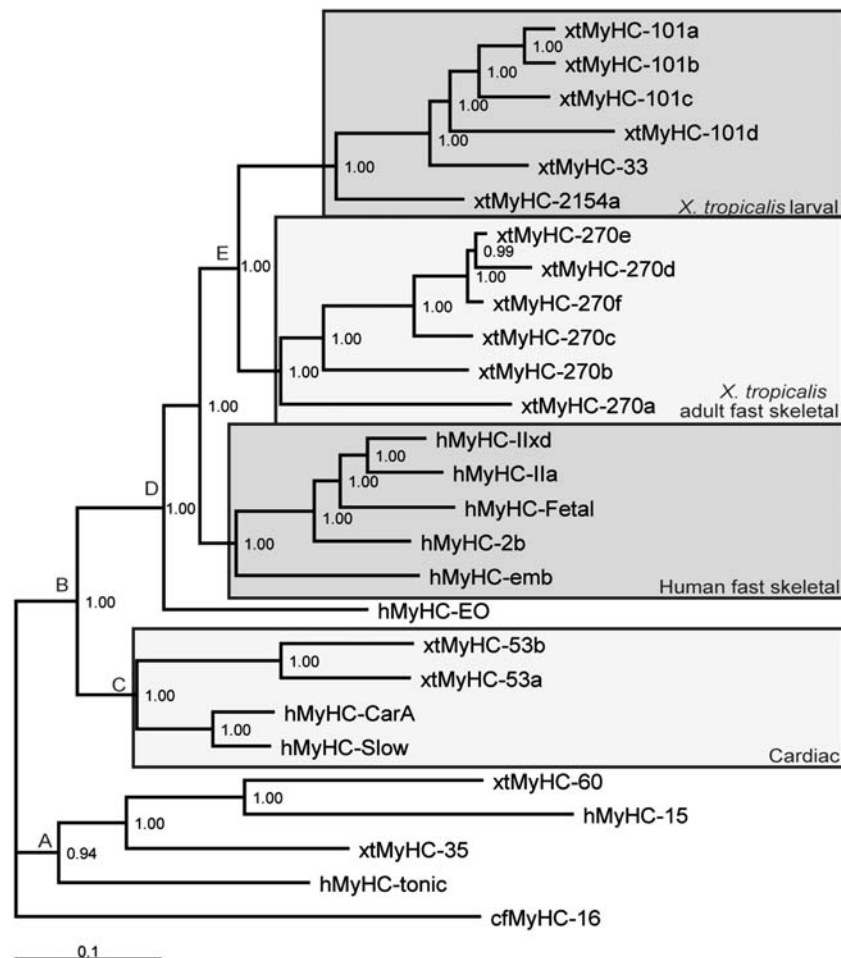 xtMyHC-101a
1.00
xtMyHC-101b
1.00
xtMyHC-101c
1.00
xtMyHC-101d
1.00
xtMyHC-33
1.00
xtMyHC-2154a
X. tropicalis larval
xtMyHC-270e
E
0.99
1.00
xtMyHC-270d
1.00
xtMyHC-270f
1.00
xtMyHC-270c
1.00
xtMyHC-270b
1.00
X. tropicalis
xtMyHC-270a
adult fast skeletal
1.00
hMyHC-IIxd
1.00
hMyHC-IIa
D
1.00
1.00
hMyHC-Fetal
1.00
hMyHC-2b
1.00
hMyHC-emb
B
Human fast skeletal
1.00
hMyHC-EO
xtMyHC-53b
1.00
C
xtMyHC-53a
1.00
hMyHC-CarA
1.00
hMyHC-Slow
Cardiac
xtMyHC-60
1.00
hMyHC-15
1.00
A
xtMyHC-35
0.94
hMyHC-tonic
cfMyHC-16
0.1